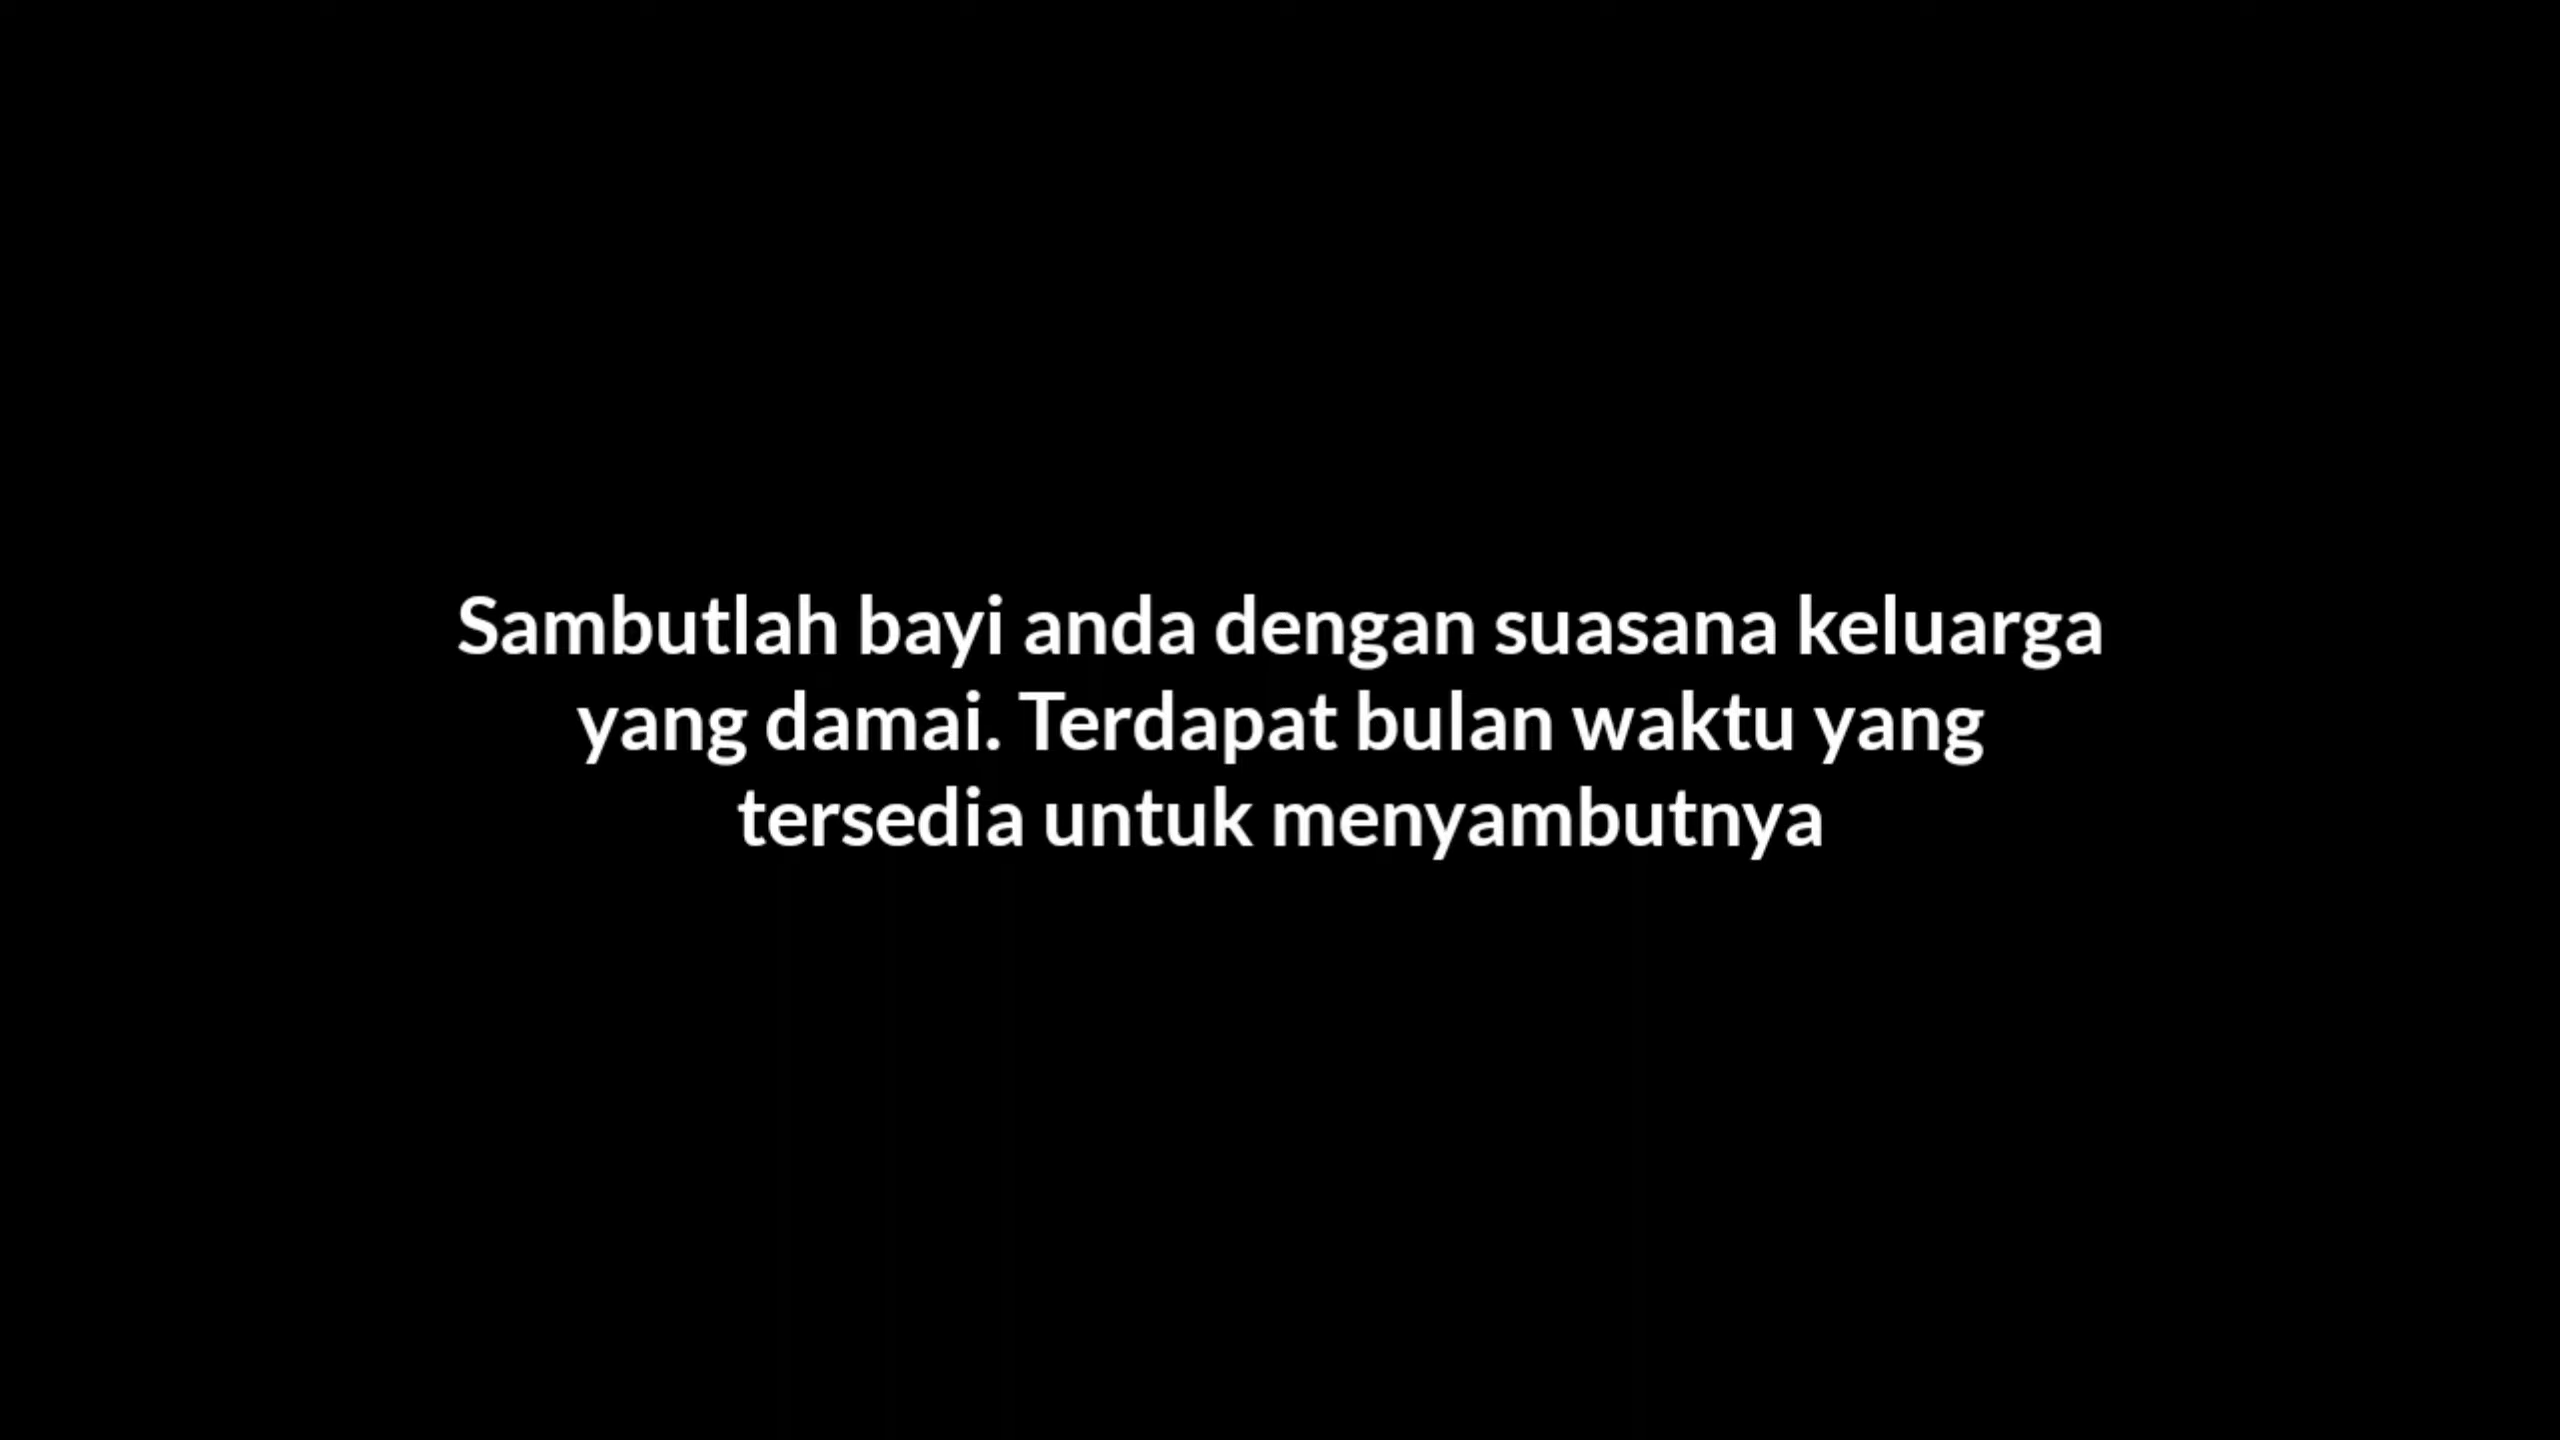 Sambutlah bayi anda dengan suasana keluarga
yang damai. Terdapat bulan waktu yang
tersedia untuk menyambutnya